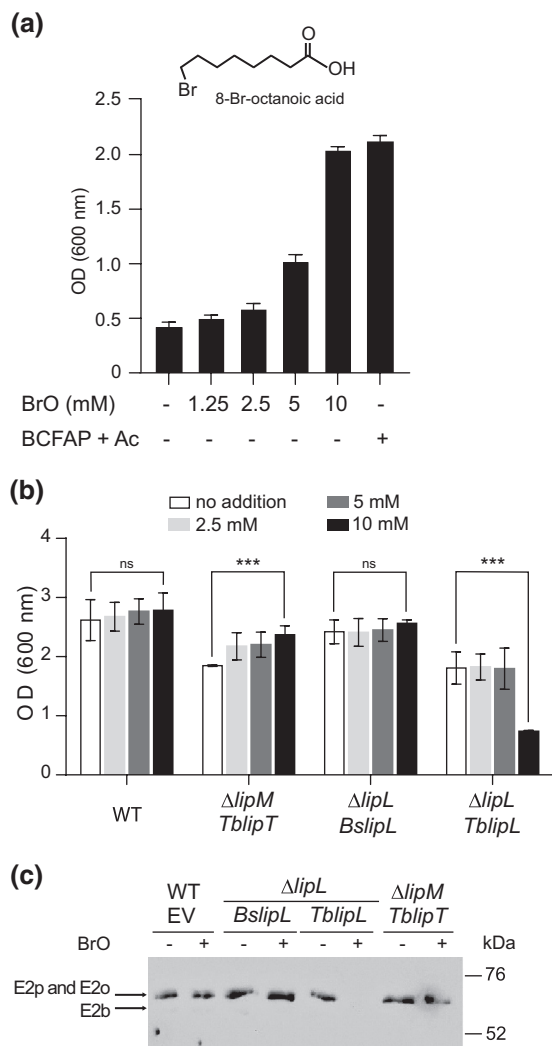 (a)
O
OH
Br
8-Br-octanoic acid
2.5
2.0
1.5
1.0
0.5
0
OD (600 nm)
BrO (mM) - 1.25 2.5 5 10 -
BCFAP + Ac - - - - - +
(b)
no addition 5 mM
2.5 mM 10 mM
4
3
2
1
0
OD (600 nm)
ns *** ns ***
WT ΔlipM ΔlipL ΔlipL
TblipT BslipL TblipL
(c)
WT ΔlipL ΔlipM
EV BslipL TblipL TblipT
BrO - + - + - + - + kDa
E2p and E2o
E2b
76
52